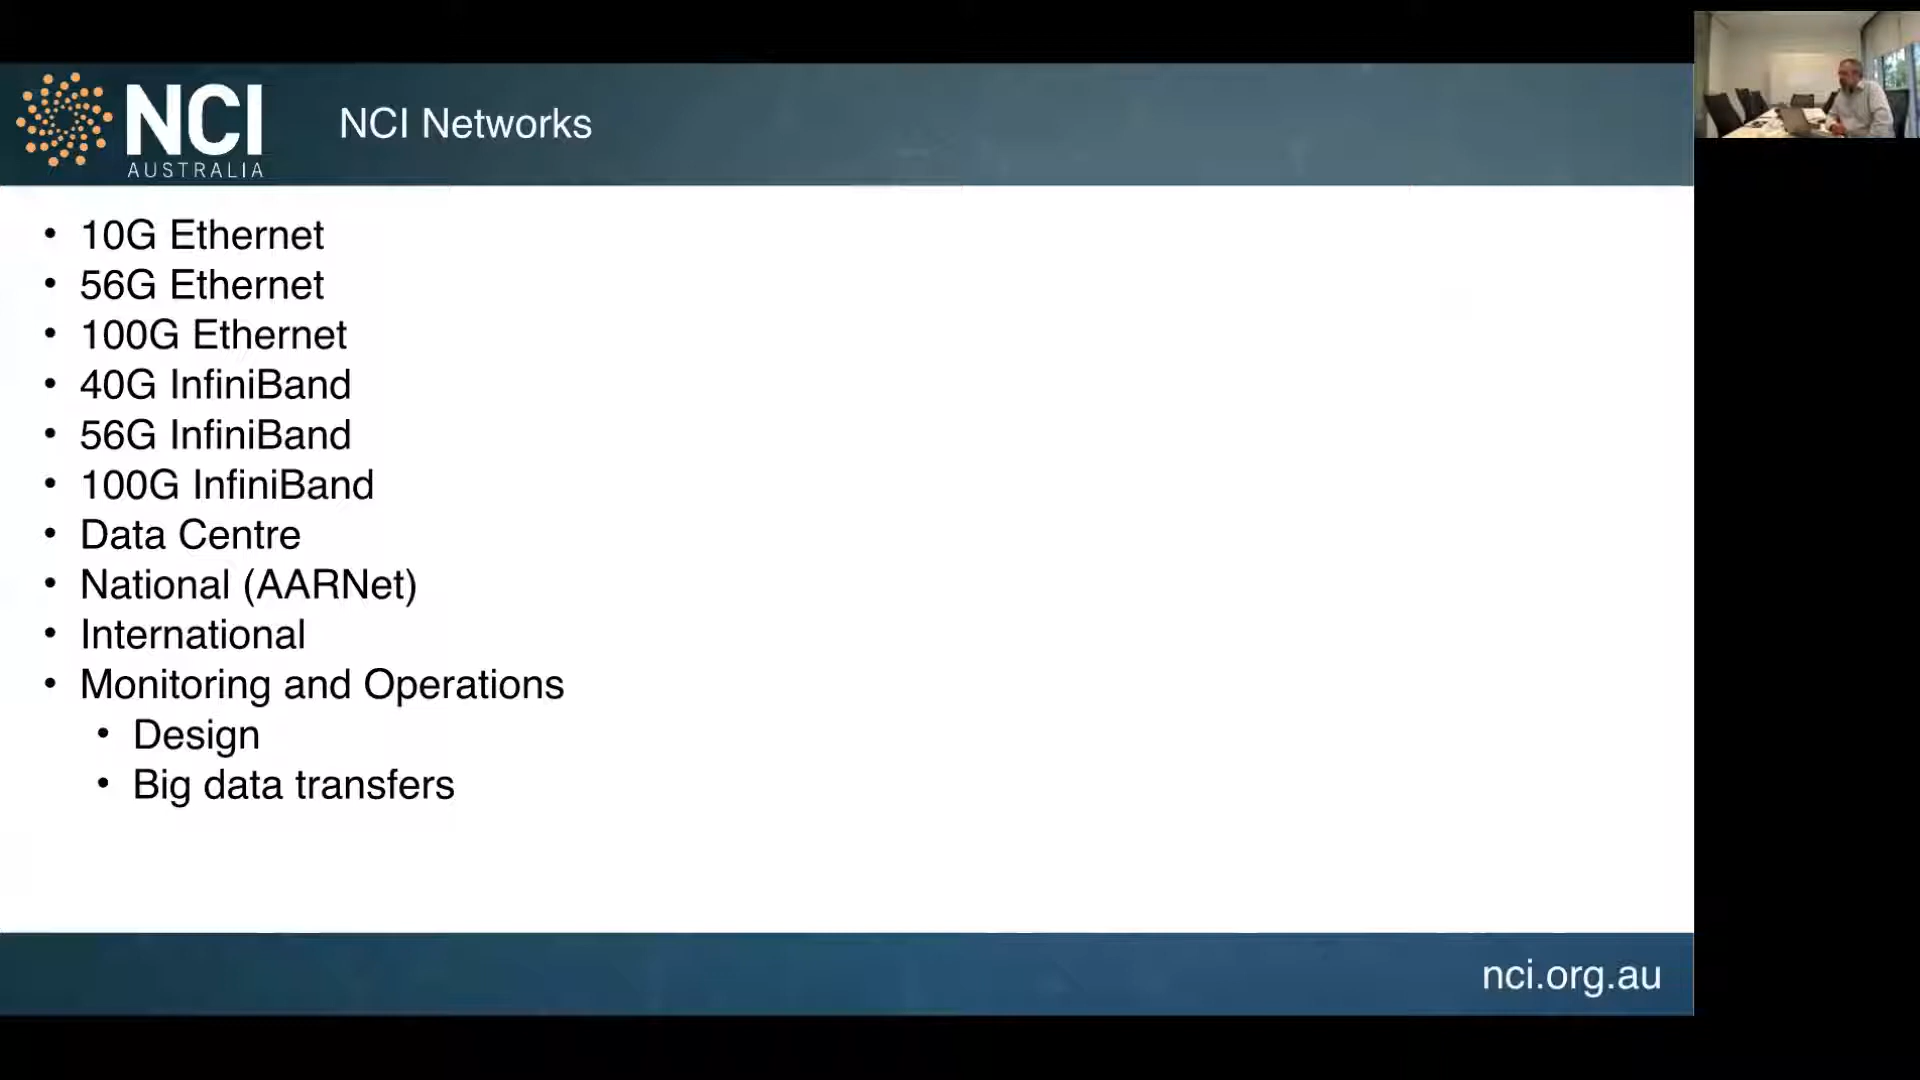 NCI
AUSTRALIA
NCI Networks
• 10G Ethernet
• 56G Ethernet
• 100G Ethernet
• 40G InfiniBand
• 56G InfiniBand
• 100G InfiniBand
• Data Centre
• National (AARNet)
• International
• Monitoring and Operations
• Design
• Big data transfers
nci.org.au